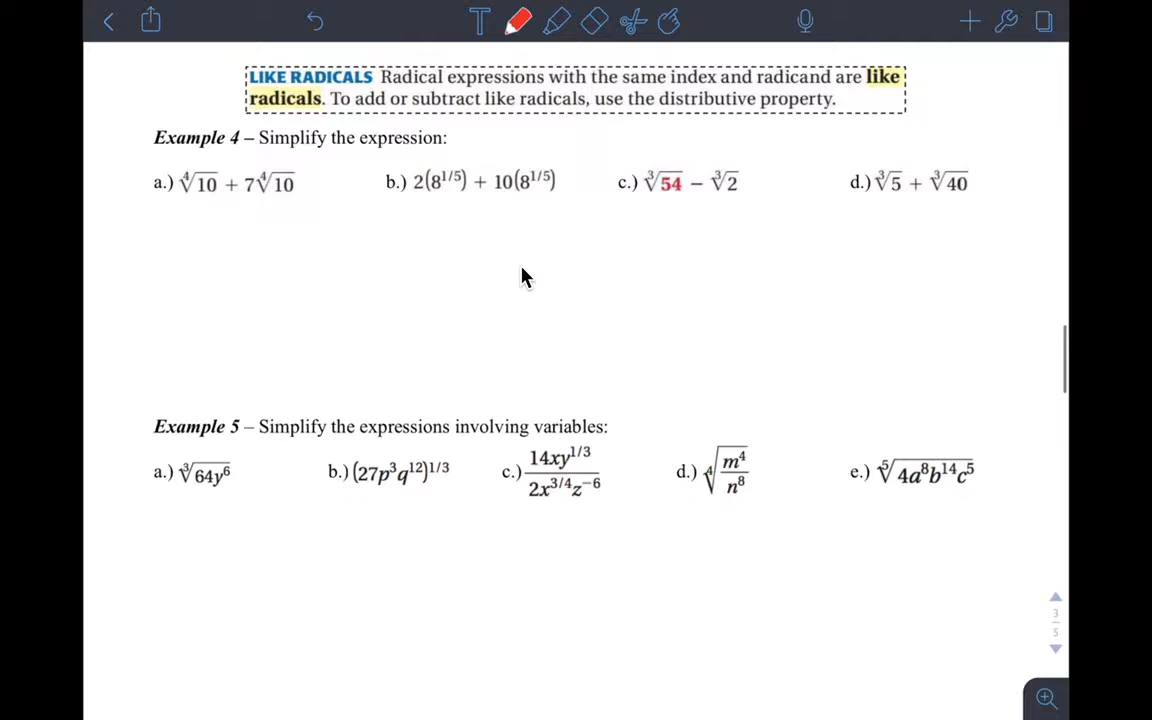 LIKE RADICALS Radical expressions with the same index and radicand are like
radicals. To add or subtract like radicals, use the distributive property.
Example 4 – Simplify the expression:
a.) ∜10 + 7∜10 b.) 2(8^1/5) + 10(8^1/5) c.) ∛54 − ∛2 d.) ∛5 + ∛40
Example 5 – Simplify the expressions involving variables:
a.) ∛64y⁶ b.) (27p³q¹²)^1/3 c.) 14xy^1/3 / 2x^3/4 z⁻⁶ d.) ∜(m⁴/n⁸) e.) ⁵√4a⁸b¹⁴c⁵
3
5